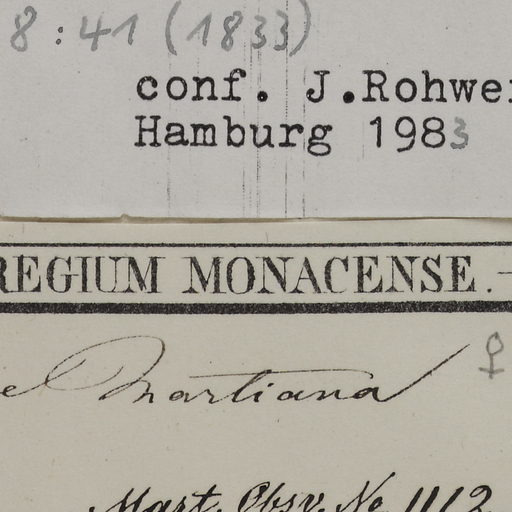 8:41 (1833)
conf. J.Rohwer
Hamburg 1983
REGIUM MONACENSE.-
e Martiana ♀
Mart. Obsv. No 1112